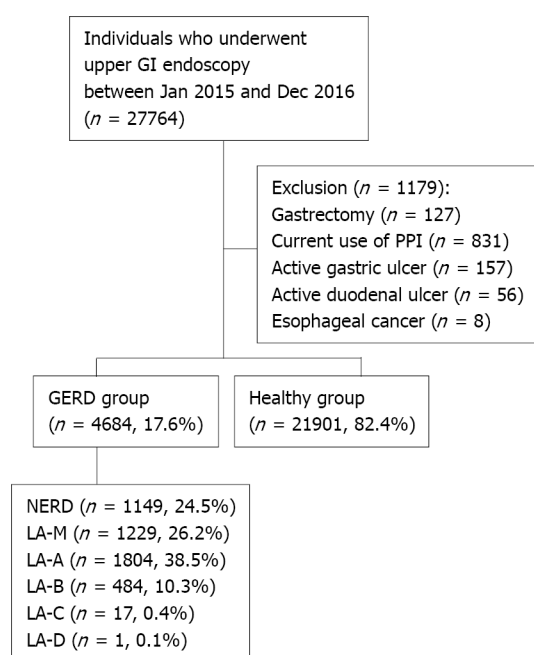 Individuals who underwent
upper GI endoscopy
between Jan 2015 and Dec 2016
(n = 27764)
Exclusion (n = 1179):
Gastrectomy (n = 127)
Current use of PPI (n = 831)
Active gastric ulcer (n = 157)
Active duodenal ulcer (n = 56)
Esophageal cancer (n = 8)
GERD group
(n = 4684, 17.6%)
Healthy group
(n = 21901, 82.4%)
NERD (n = 1149, 24.5%)
LA-M (n = 1229, 26.2%)
LA-A (n = 1804, 38.5%)
LA-B (n = 484, 10.3%)
LA-C (n = 17, 0.4%)
LA-D (n = 1, 0.1%)